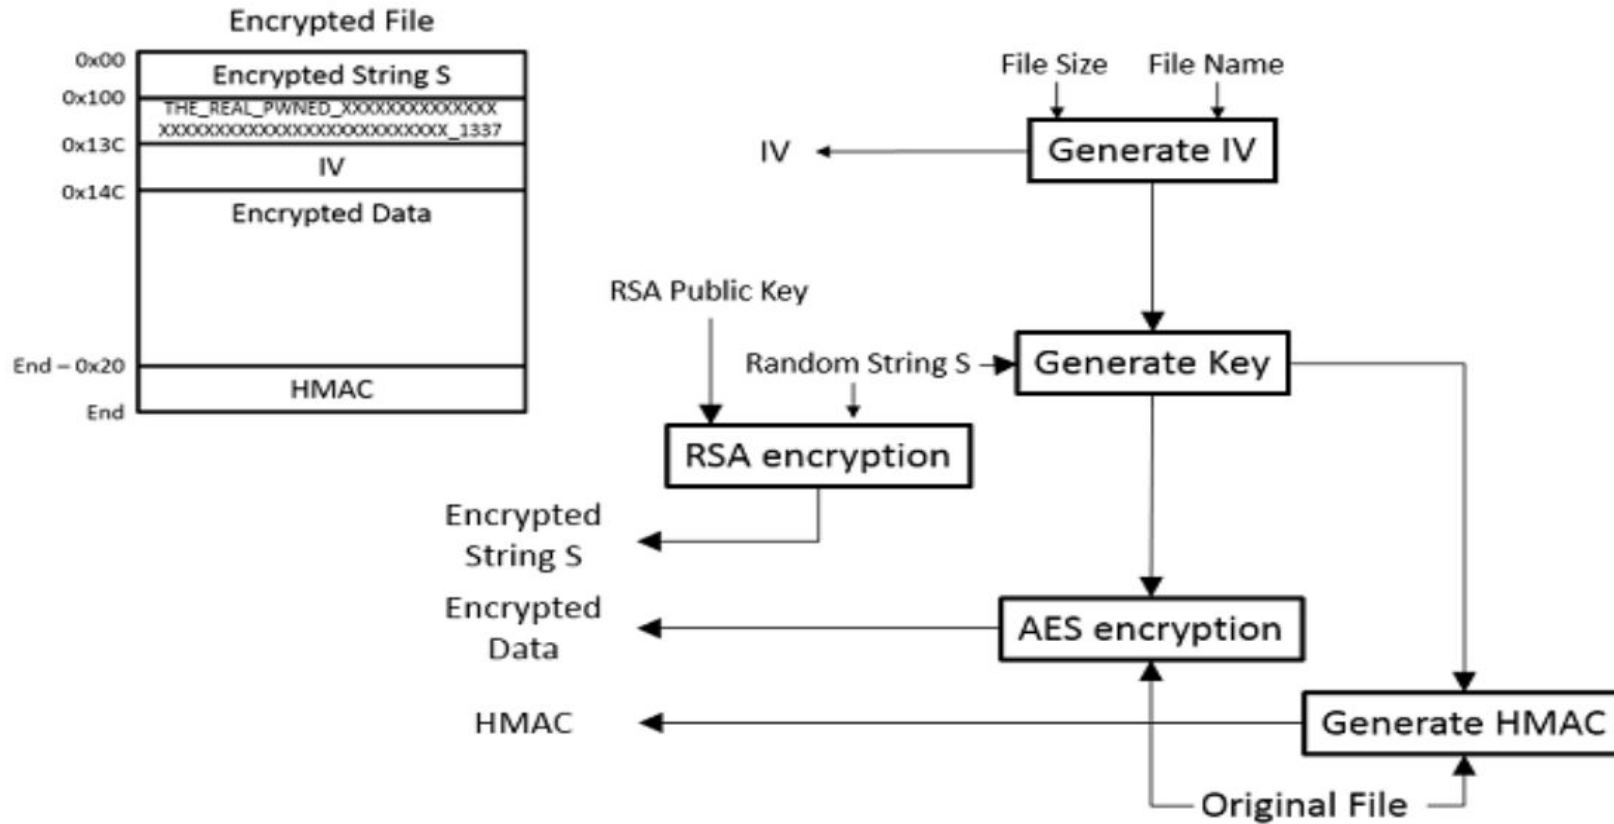 Encrypted File
0x00
Encrypted String S
0x100
THE_REAL_PWNED_XXXXXXXXXXXXXX
XXXXXXXXXXXXXXXXXXXXXXXXXX_1337
0x13C
IV
0x14C
Encrypted Data
End – 0x20
HMAC
End
File Size File Name
IV
Generate IV
RSA Public Key
Random String S
Generate Key
RSA encryption
Encrypted
String S
Encrypted
Data
AES encryption
HMAC
Generate HMAC
Original File